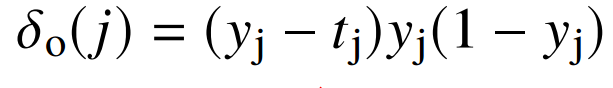 δₒ(j) = (yⱼ − tⱼ)yⱼ(1 − yⱼ)